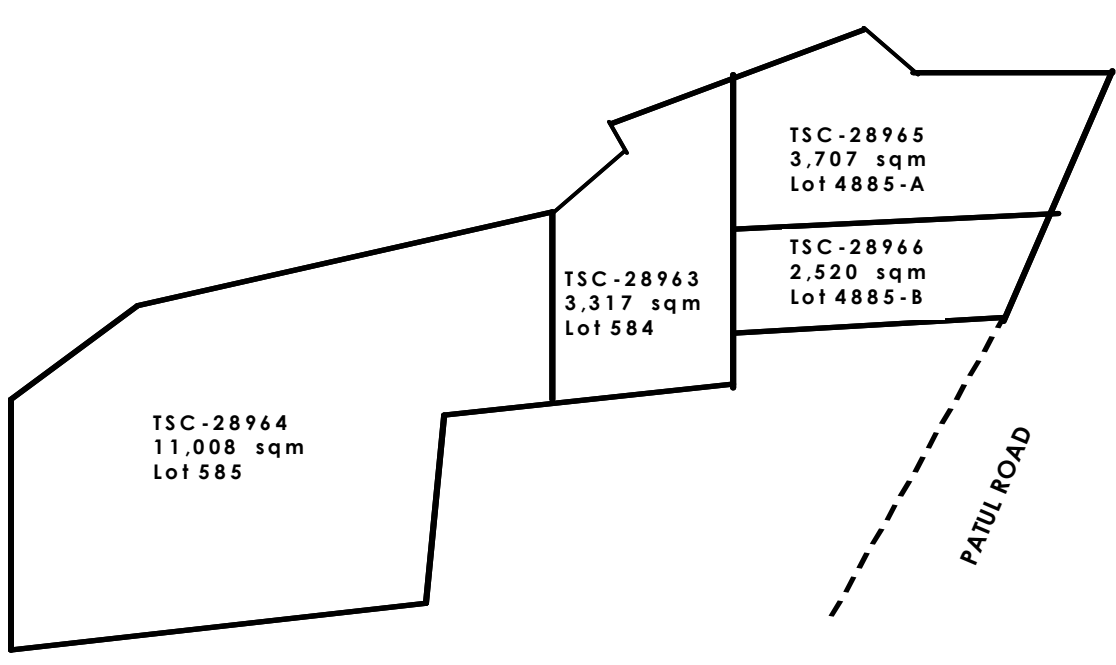 TSC-28965
3,707 sqm
Lot 4885-A
TSC-28966
2,520 sqm
Lot 4885-B
TSC-28963
3,317 sqm
Lot 584
TSC-28964
11,008 sqm
Lot 585
PATUL ROAD